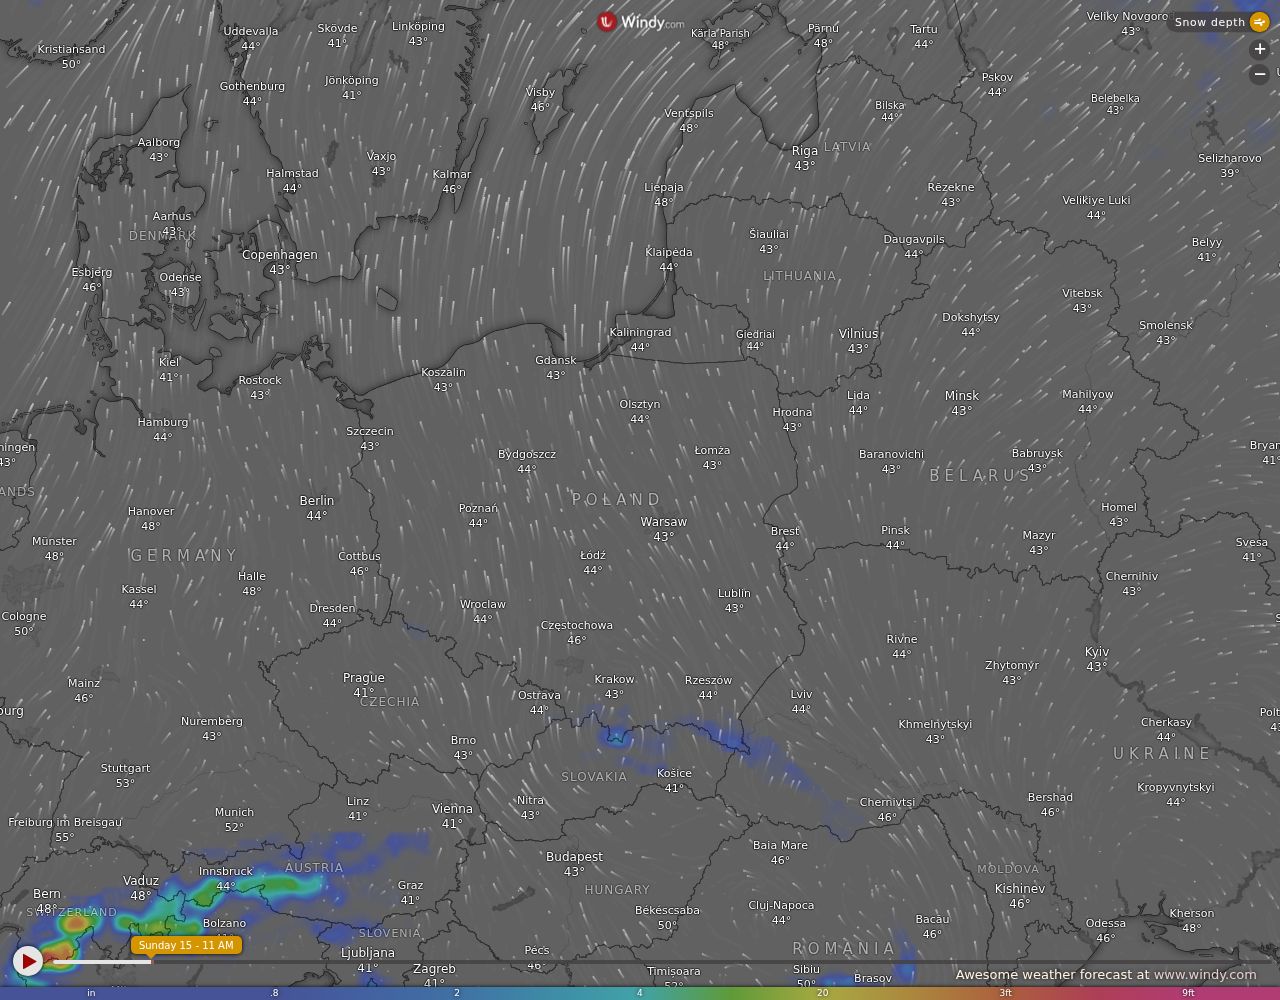 Windy.com
Snow depth
+
−
Kristiansand
50°
Uddevalla
44°
Skövde
41°
Linköping
43°
Kärla Parish
48°
Pärnu
48°
Tartu
44°
Veliky Novgorod
43°
Gothenburg
44°
Jönköping
41°
Visby
46°
Ventspils
48°
Bilska
44°
Pskov
44°
Belebelka
43°
Aalborg
43°
Halmstad
44°
Vaxjo
43°
Kalmar
46°
Liepaja
48°
Riga
43°
LATVIA
Rēzekne
43°
Velikiye Luki
44°
Selizharovo
39°
Aarhus
43°
DENMARK
Copenhagen
43°
Esbjerg
46°
Odense
43°
Klaipėda
44°
Šiauliai
43°
LITHUANIA
Daugavpils
44°
Belyy
41°
Vitebsk
43°
Smolensk
43°
Dokshytsy
44°
Kaliningrad
44°
Giedriai
44°
Vilnius
43°
Kiel
41°
Rostock
43°
Koszalin
43°
Gdansk
43°
Olsztyn
44°
Hrodna
43°
Lida
44°
Minsk
43°
Mahilyow
44°
Hamburg
44°
Szczecin
43°
Bydgoszcz
44°
Łomża
43°
Baranovichi
43°
Babruysk
43°
BELARUS
Berlin
44°
Hanover
48°
Poznań
44°
POLAND
Warsaw
43°
Brest
44°
Pinsk
44°
Homel
43°
Mazyr
43°
Svesa
41°
Münster
48°
GERMANY
Cottbus
46°
Łódź
44°
Chernihiv
43°
Kassel
44°
Halle
48°
Dresden
44°
Wroclaw
44°
Lublin
43°
Cologne
50°
Częstochowa
46°
Rivne
44°
Zhytomyr
43°
Kyiv
43°
Mainz
46°
Prague
41°
CZECHIA
Ostrava
44°
Krakow
43°
Rzeszów
44°
Lviv
44°
Nuremberg
43°
Brno
43°
Khmelnytskyi
43°
Cherkasy
44°
UKRAINE
Stuttgart
53°
SLOVAKIA
Košice
41°
Kropyvnytskyi
44°
Freiburg im Breisgau
55°
Munich
52°
Linz
41°
Vienna
41°
Nitra
43°
Chernivtsi
46°
Bershad
46°
Baia Mare
46°
Budapest
43°
MOLDOVA
Kishinev
46°
Bern
48°
SWITZERLAND
Vaduz
48°
Innsbruck
44°
AUSTRIA
Graz
41°
HUNGARY
Békéscsaba
50°
Cluj-Napoca
44°
Bacău
46°
Odessa
46°
Kherson
48°
Bolzano
SLOVENIA
Ljubljana
41°
Zagreb
41°
Pécs
46°
Timisoara
52°
ROMANIA
Sibiu
50°
Brasov
Sunday 15 - 11 AM
Awesome weather forecast at www.windy.com
in .8 2 4 20 3ft 9ft